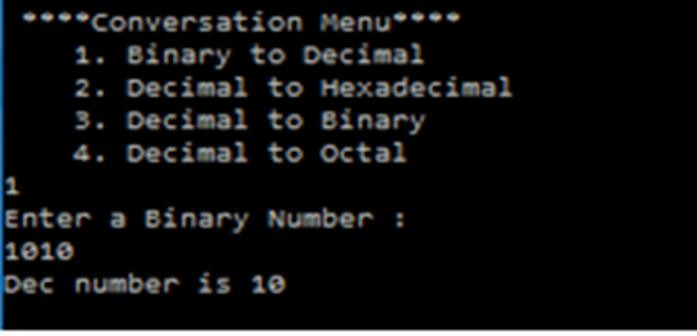 ****Conversation Menu****
1. Binary to Decimal
2. Decimal to Hexadecimal
3. Decimal to Binary
4. Decimal to Octal
1
Enter a Binary Number :
1010
Dec number is 10